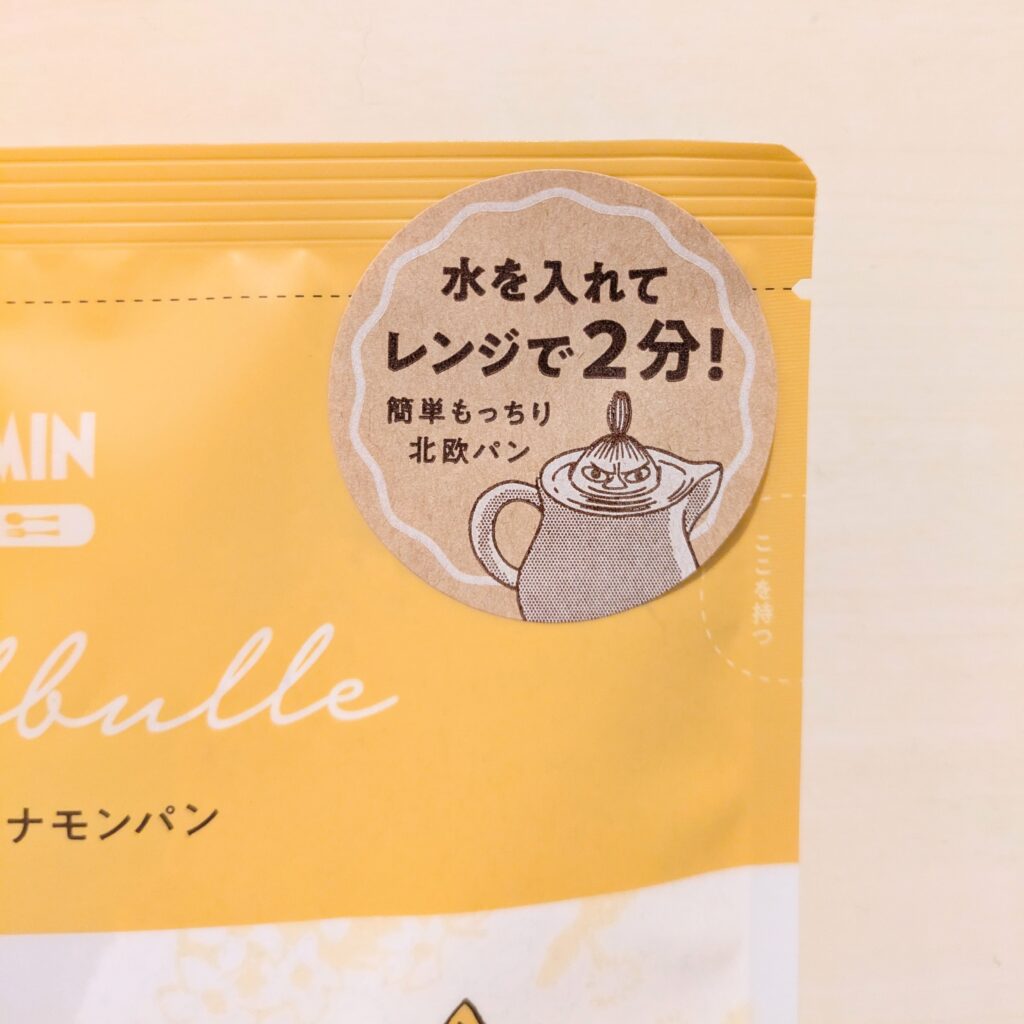 水を入れて
レンジで2分!
簡単もっちり
北欧パン
MIN
ここを持つ
lbulle
ナモンパン